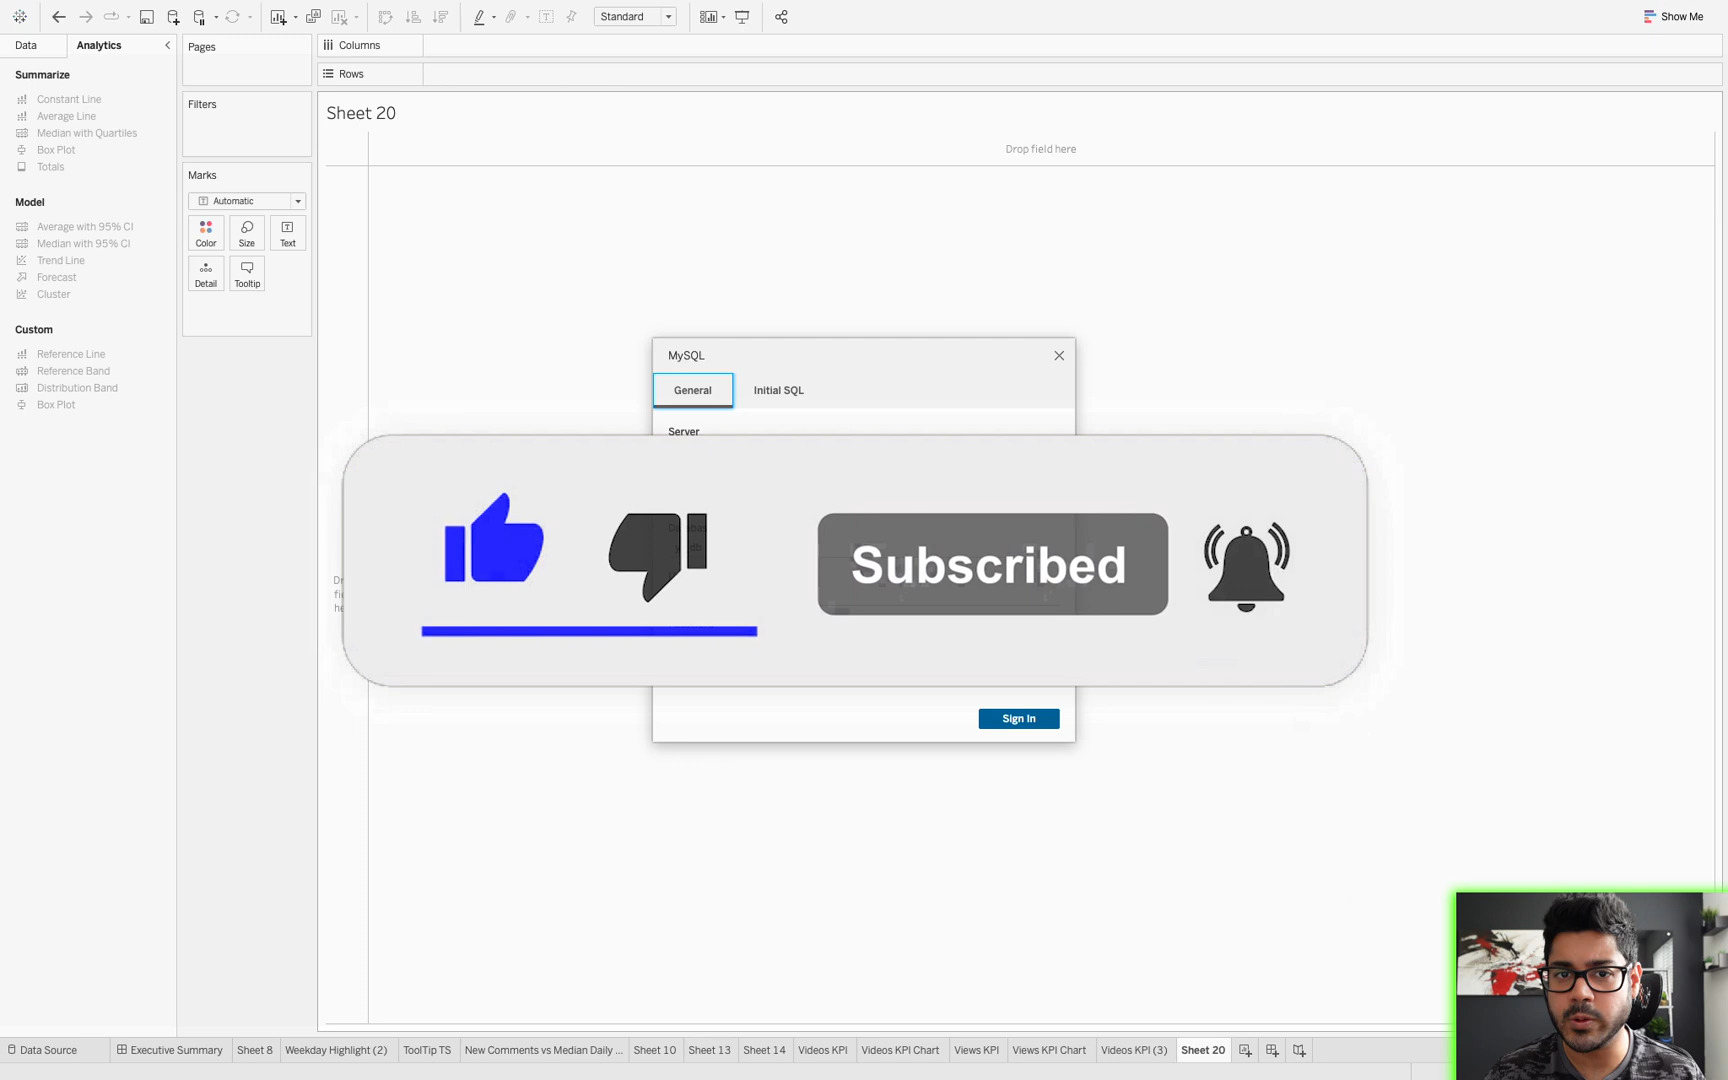 Standard
Show Me
Data
Analytics
Pages
Columns
Rows
Summarize
Constant Line
Average Line
Median with Quartiles
Box Plot
Totals
Model
Average with 95% CI
Median with 95% CI
Trend Line
Forecast
Cluster
Custom
Reference Line
Reference Band
Distribution Band
Box Plot
Filters
Marks
Automatic
Color
Size
Text
Detail
Tooltip
Sheet 20
Drop field here
MySQL
General
Initial SQL
Server
Subscribed
Sign In
Data Source
Executive Summary
Sheet 8
Weekday Highlight (2)
ToolTip TS
New Comments vs Median Daily ...
Sheet 10
Sheet 13
Sheet 14
Videos KPI
Videos KPI Chart
Views KPI
Views KPI Chart
Videos KPI (3)
Sheet 20